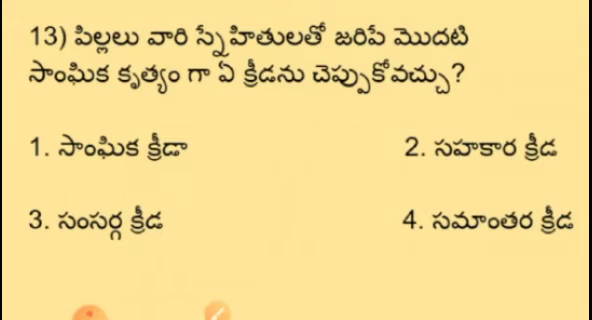 13) పిల్లలు వారి స్నేహితులతో జరిపే మొదటి
సాంఘిక కృత్యం గా ఏ క్రీడను చెప్పుకోవచ్చు?
1. సాంఘిక క్రీడా 2. సహకార క్రీడ
3. సంసర్గ క్రీడ 4. సమాంతర క్రీడ